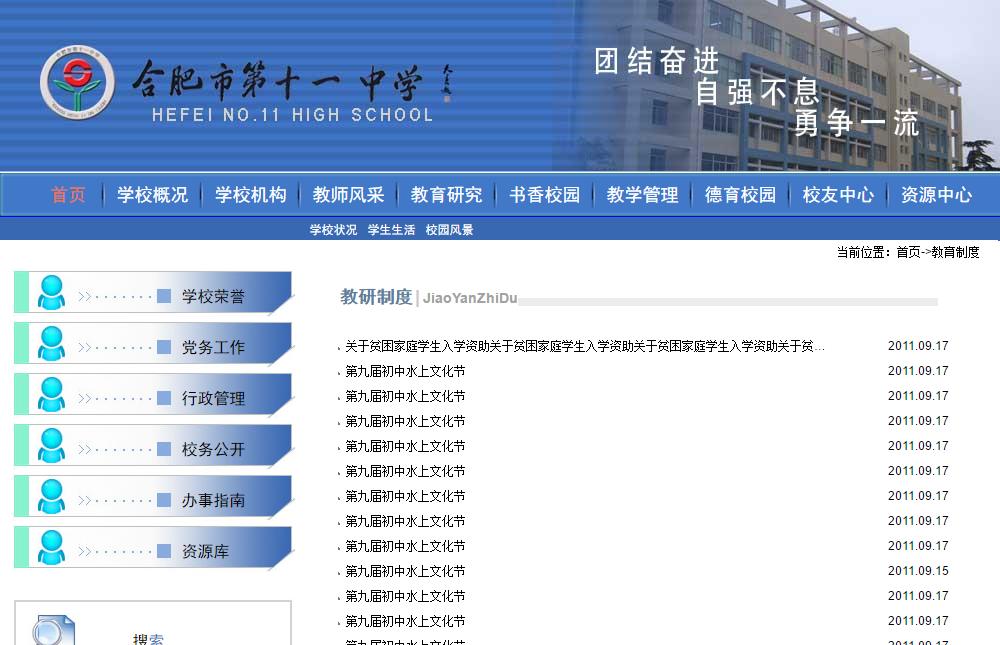 合肥市第十一中学
HEFEI NO.11 HIGH SCHOOL
团结奋进
自强不息
勇争一流
首页 学校概况 学校机构 教师风采 教育研究 书香校园 教学管理 德育校园 校友中心 资源中心
学校状况 学生生活 校园风景
当前位置：首页->教育制度
学校荣誉
党务工作
行政管理
校务公开
办事指南
资源库
搜索
教研制度 | JiaoYanZhiDu
关于贫困家庭学生入学资助关于贫困家庭学生入学资助关于贫困家庭学生入学资助关于贫... 2011.09.17
第九届初中水上文化节 2011.09.17
第九届初中水上文化节 2011.09.17
第九届初中水上文化节 2011.09.17
第九届初中水上文化节 2011.09.17
第九届初中水上文化节 2011.09.17
第九届初中水上文化节 2011.09.17
第九届初中水上文化节 2011.09.17
第九届初中水上文化节 2011.09.17
第九届初中水上文化节 2011.09.15
第九届初中水上文化节 2011.09.17
第九届初中水上文化节 2011.09.17
第九届初中水上文化节 2011.09.17